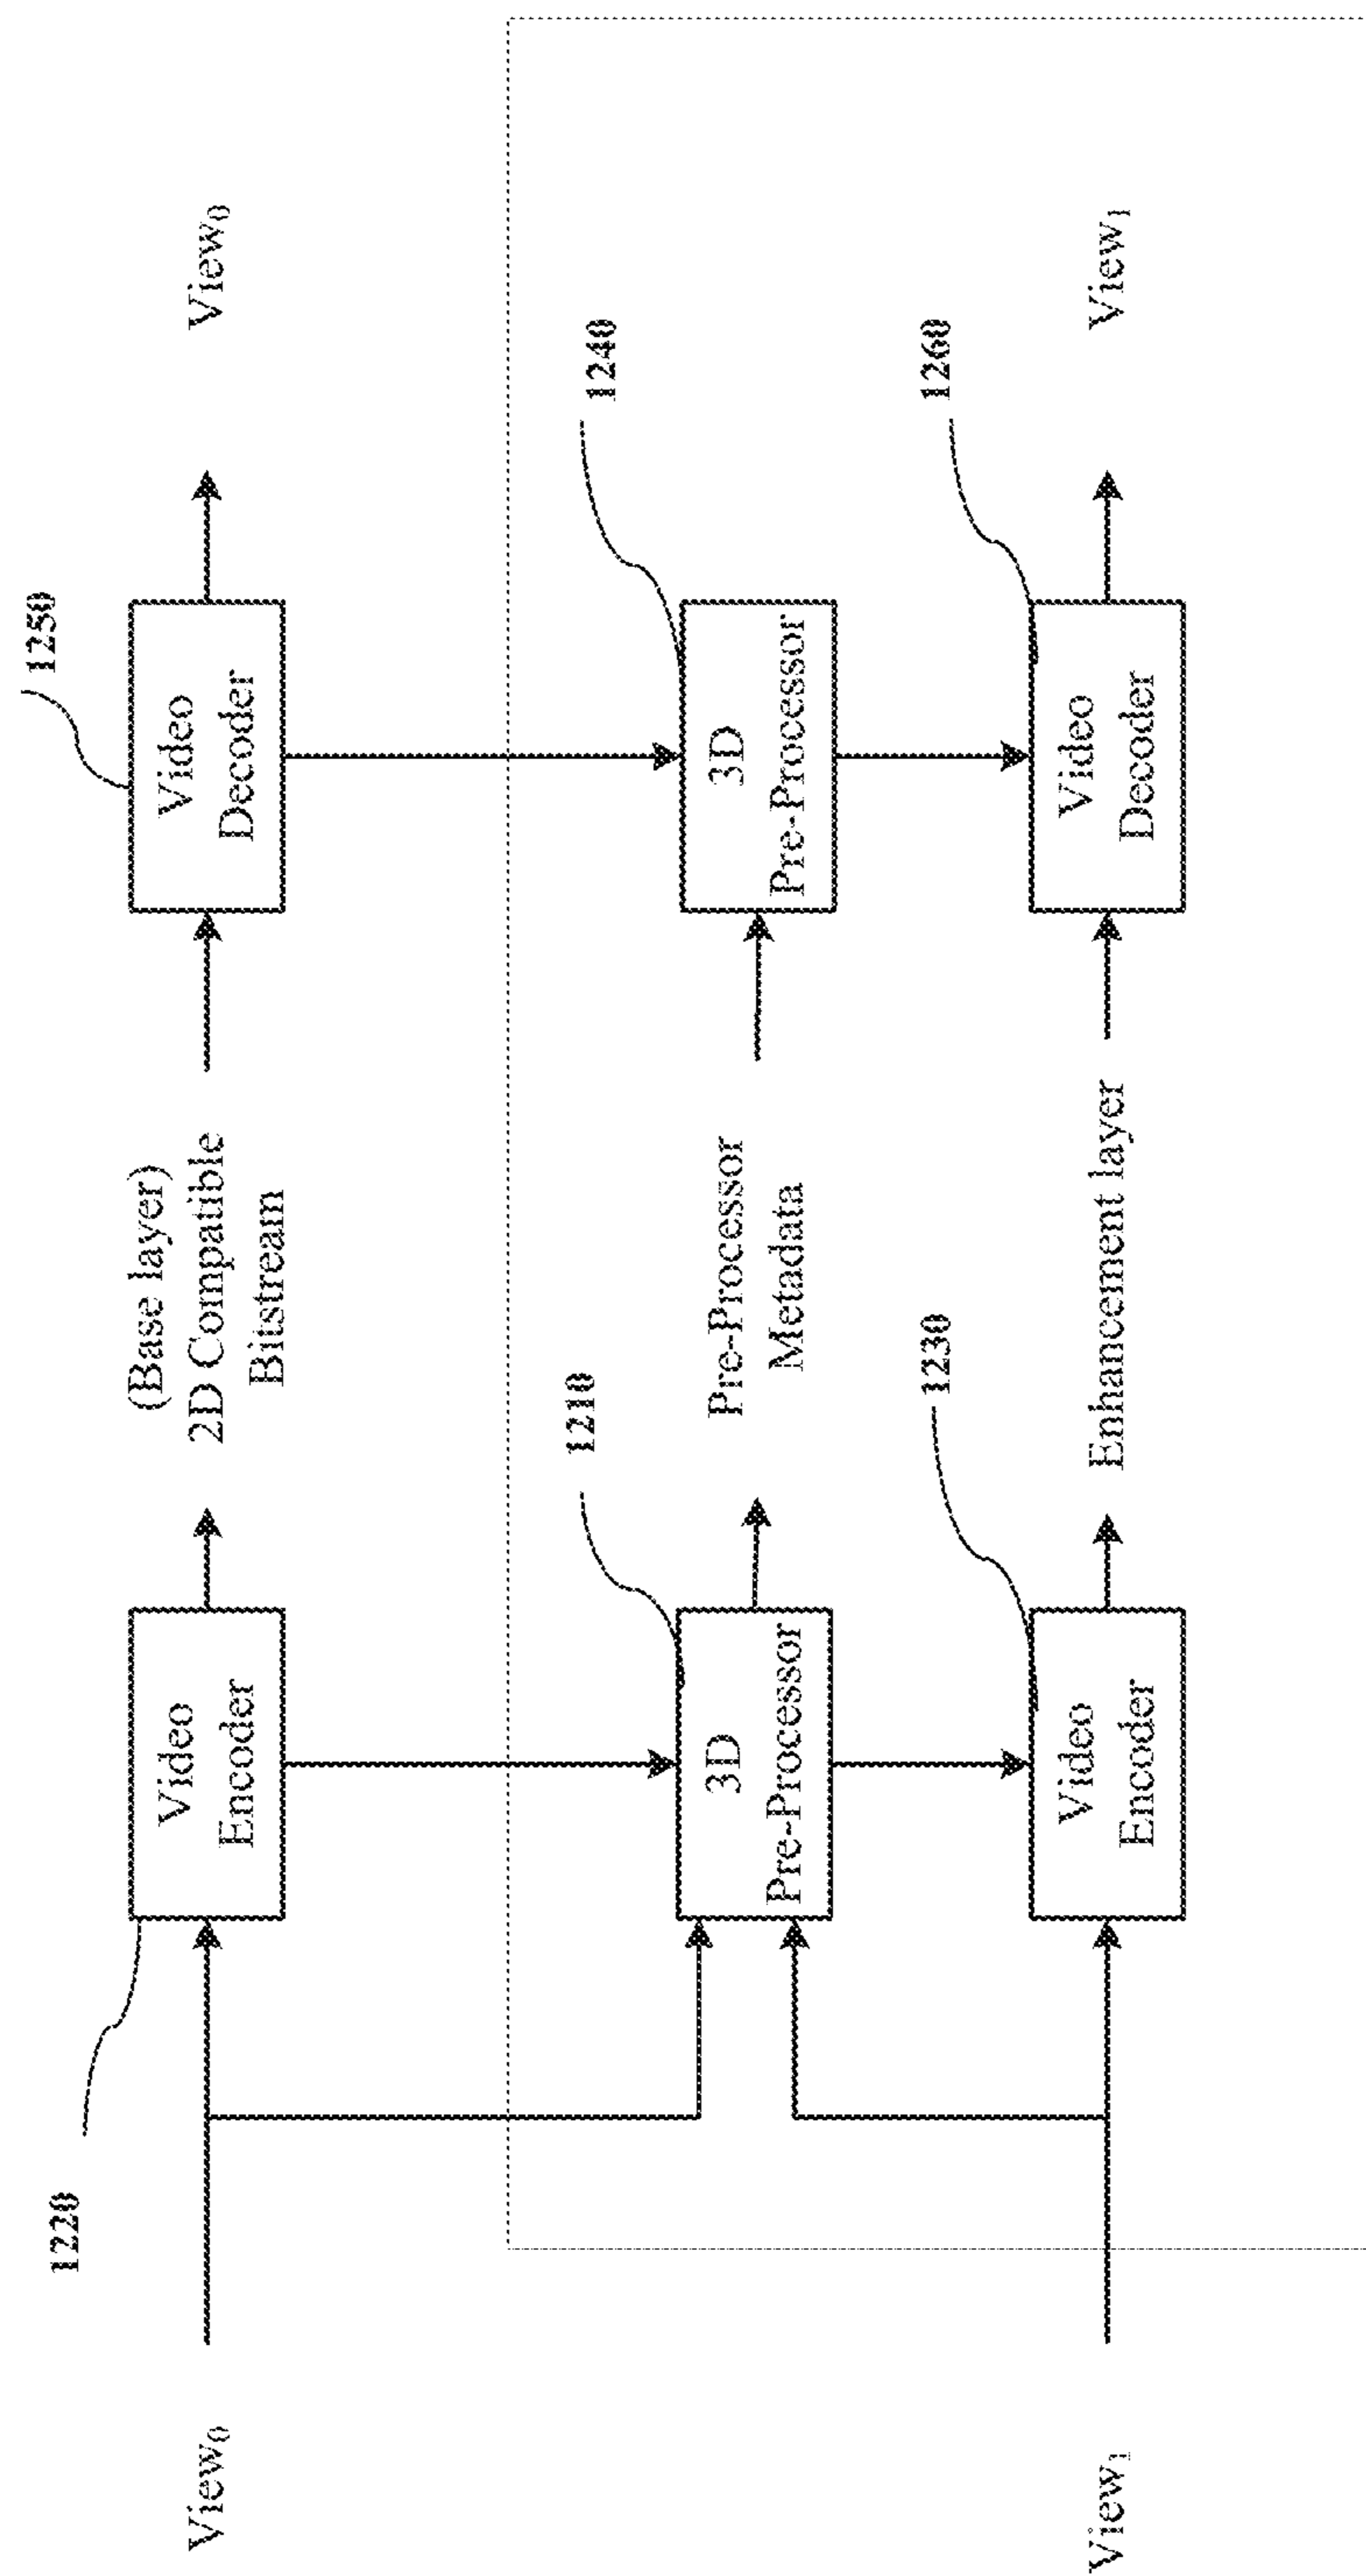 1220
View₀
Video
Encoder
(Base layer)
2D Compatible
Bitstream
1250
Video
Decoder
View₀
1210
3D
Pre-Processor
Pre-Processor
Metadata
1240
3D
Pre-Processor
1230
View₁
Video
Encoder
Enhancement layer
1260
Video
Decoder
View₁